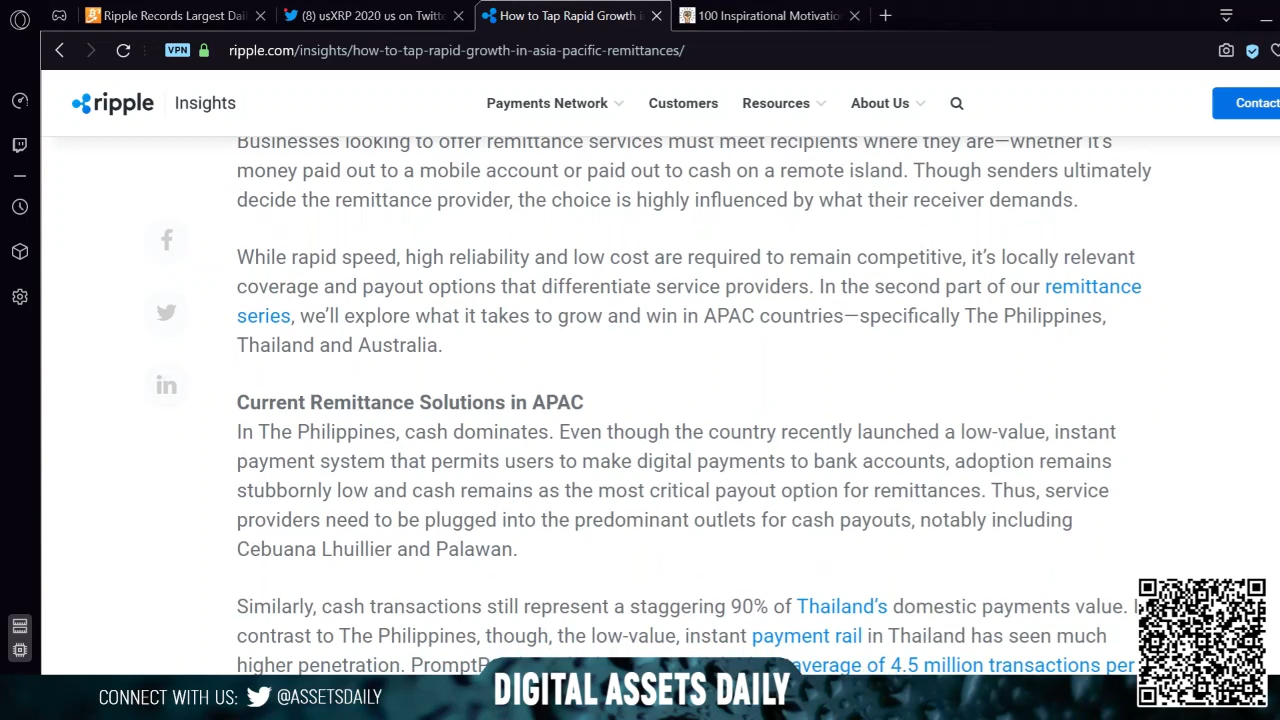 Ripple Records Largest Dai
(8) usXRP 2020 us on Twitte
How to Tap Rapid Growth i
100 Inspirational Motivatio
VPN
ripple.com/insights/how-to-tap-rapid-growth-in-asia-pacific-remittances/
ripple Insights
Payments Network
Customers
Resources
About Us
Contact
Businesses looking to offer remittance services must meet recipients where they are—whether it's
money paid out to a mobile account or paid out to cash on a remote island. Though senders ultimately
decide the remittance provider, the choice is highly influenced by what their receiver demands.
While rapid speed, high reliability and low cost are required to remain competitive, it's locally relevant
coverage and payout options that differentiate service providers. In the second part of our remittance
series, we'll explore what it takes to grow and win in APAC countries—specifically The Philippines,
Thailand and Australia.
Current Remittance Solutions in APAC
In The Philippines, cash dominates. Even though the country recently launched a low-value, instant
payment system that permits users to make digital payments to bank accounts, adoption remains
stubbornly low and cash remains as the most critical payout option for remittances. Thus, service
providers need to be plugged into the predominant outlets for cash payouts, notably including
Cebuana Lhuillier and Palawan.
Similarly, cash transactions still represent a staggering 90% of Thailand's domestic payments value.
contrast to The Philippines, though, the low-value, instant payment rail in Thailand has seen much
higher penetration. average of 4.5 million transactions per
CONNECT WITH US: @ASSETSDAILY
DIGITAL ASSETS DAILY